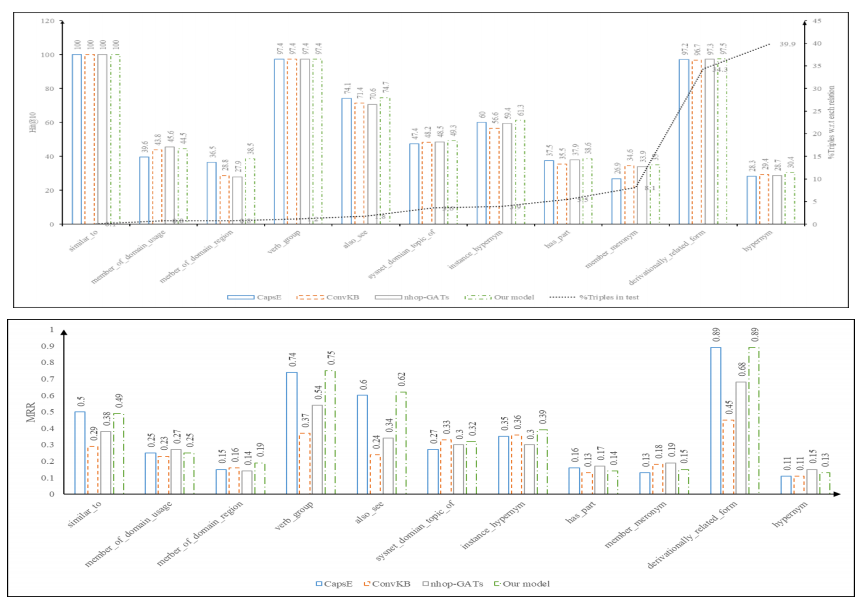 120
100
80
60
40
20
0
Hit@10
45
40
35
30
25
20
15
10
5
0
%Triples w.r.t each relation
100 100 100 100
39.6 43.8 45.6 44.5
36.5 28.8 27.9 38.5
97.4 97.4 97.4 97.4
74.1 71.4 70.6 74.7
47.4 48.2 48.5 49.3
60 56.6 59.4 63.3
37.5 35.5 37.9 38.6
26.9 34.6 33.9
8.1
97.2 96.7 97.3 97.5
34.3
28.3 29.4 28.7 30.4
39.9
similar_to
member_of_domain_usage
merber_of_domain_region
verb_group
also_see
sysnet_domian_topic_of
instance_hypernym
has_part
member_meronym
derivationally_related_form
hypernym
CapsE ConvKB nhop-GATs Our model %Triples in test
1
0.9
0.8
0.7
0.6
0.5
0.4
0.3
0.2
0.1
0
MRR
0.5 0.29 0.38 0.49
0.25 0.23 0.27 0.25
0.15 0.16 0.14 0.19
0.74 0.37 0.54 0.75
0.6 0.24 0.34 0.62
0.27 0.33 0.3 0.32
0.35 0.36 0.3 0.39
0.16 0.13 0.17 0.14
0.13 0.18 0.19 0.15
0.89 0.45 0.68 0.89
0.11 0.11 0.15 0.13
similar_to
member_of_domain_usage
merber_of_domain_region
verb_group
also_see
sysnet_domian_topic_of
instance_hypernym
has_part
member_meronym
derivationally_related_form
hypernym
CapsE ConvKB nhop-GATs Our model